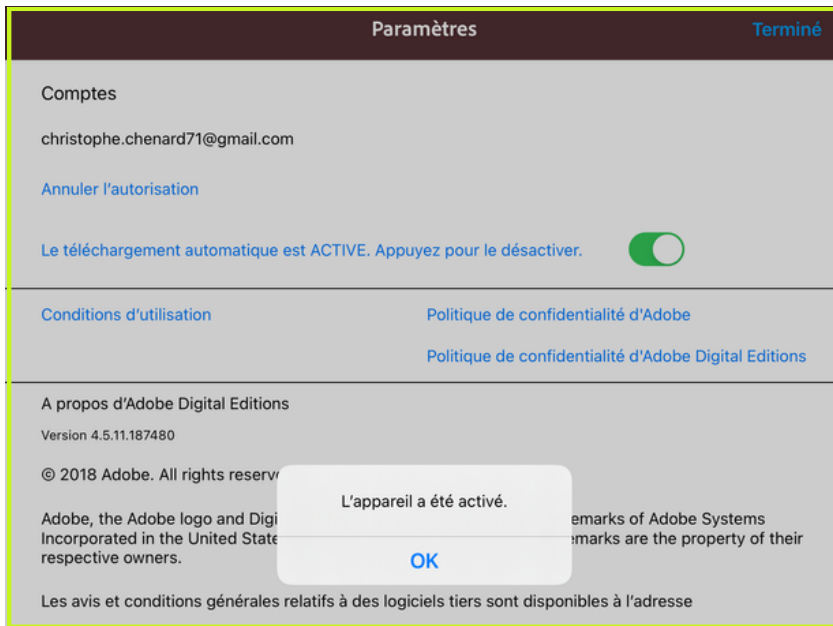 Paramètres
Terminé
Comptes
christophe.chenard71@gmail.com
Annuler l'autorisation
Le téléchargement automatique est ACTIVE. Appuyez pour le désactiver.
Conditions d'utilisation
Politique de confidentialité d'Adobe
Politique de confidentialité d'Adobe Digital Editions
A propos d'Adobe Digital Editions
Version 4.5.11.187480
© 2018 Adobe. All rights
L'appareil a été activé.
OK
Adobe, the Adobe logo and
of Adobe Systems
Incorporated in the United
are the property of their
respective owners.
Les avis et conditions générales relatifs à des logiciels tiers sont disponibles à l'adresse